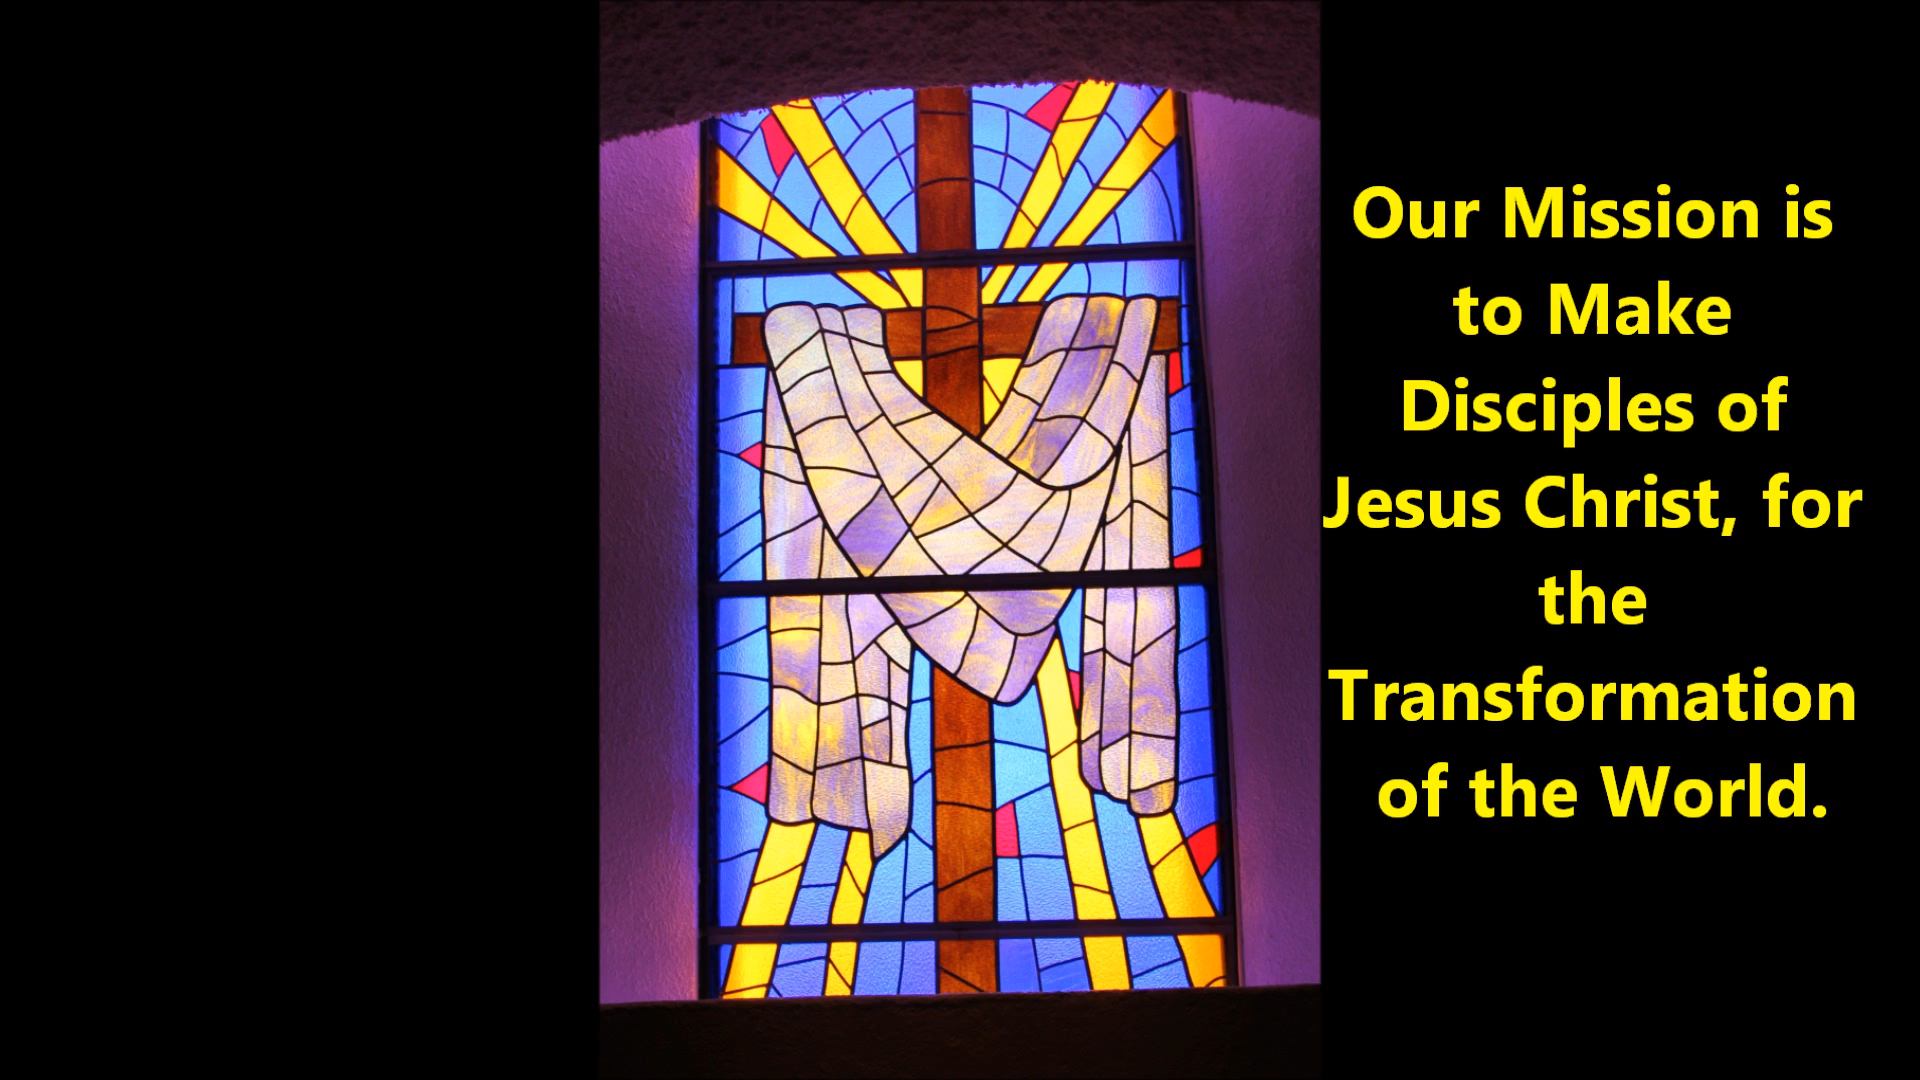 Our Mission is
to Make
Disciples of
Jesus Christ, for
the
Transformation
of the World.